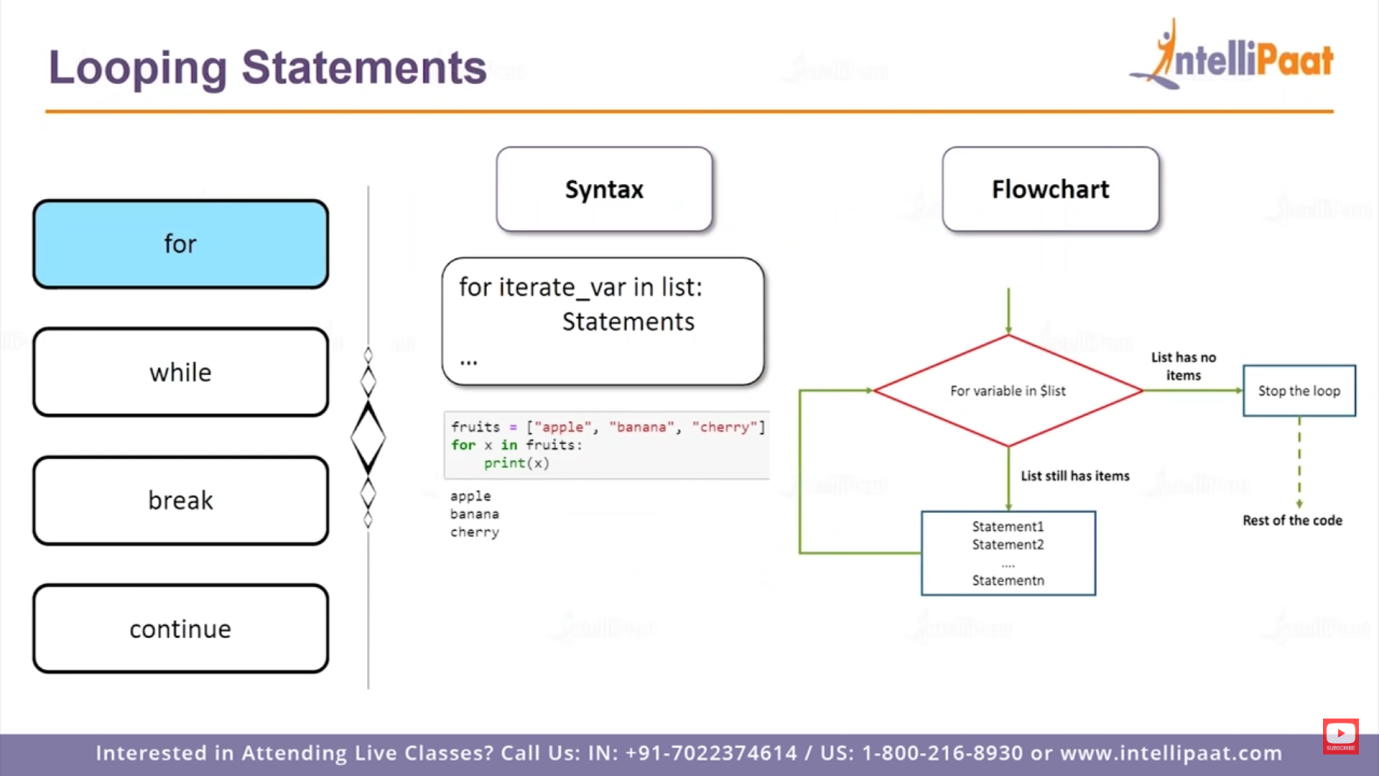 Looping Statements
IntelliPaat
for
while
break
continue
Syntax
for iterate_var in list:
Statements
...
fruits = ["apple", "banana", "cherry"]
for x in fruits:
    print(x)
apple
banana
cherry
Flowchart
For variable in $list
List has no
items
Stop the loop
List still has items
Rest of the code
Statement1
Statement2
....
Statementn
SUBSCRIBE
Interested in Attending Live Classes? Call Us: IN: +91-7022374614 / US: 1-800-216-8930 or www.intellipaat.com